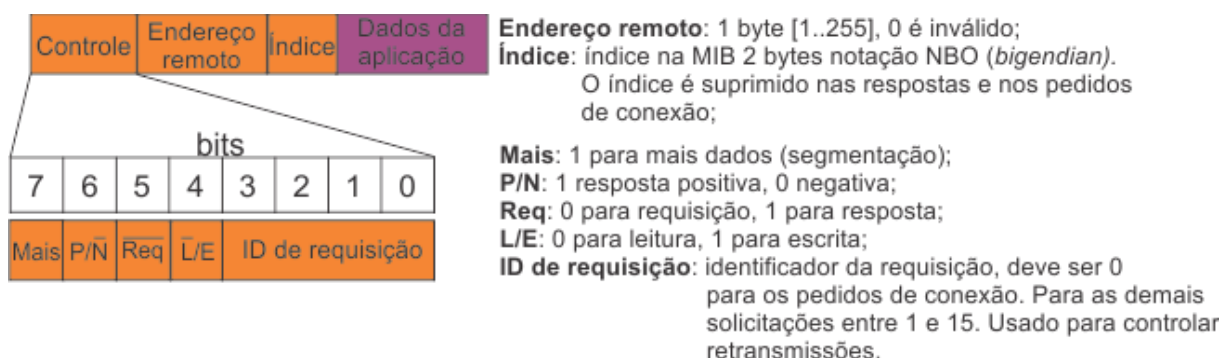 Controle
Endereço
remoto
Índice
Dados da
aplicação
bits
7 6 5 4 3 2 1 0
Mais P/N̅ R̅e̅q̅ L̅/E ID de requisição
Endereço remoto: 1 byte [1..255], 0 é inválido;
Índice: índice na MIB 2 bytes notação NBO (bigendian).
O índice é suprimido nas respostas e nos pedidos
de conexão;
Mais: 1 para mais dados (segmentação);
P/N: 1 resposta positiva, 0 negativa;
Req: 0 para requisição, 1 para resposta;
L/E: 0 para leitura, 1 para escrita;
ID de requisição: identificador da requisição, deve ser 0
para os pedidos de conexão. Para as demais
solicitações entre 1 e 15. Usado para controlar
retransmissões.